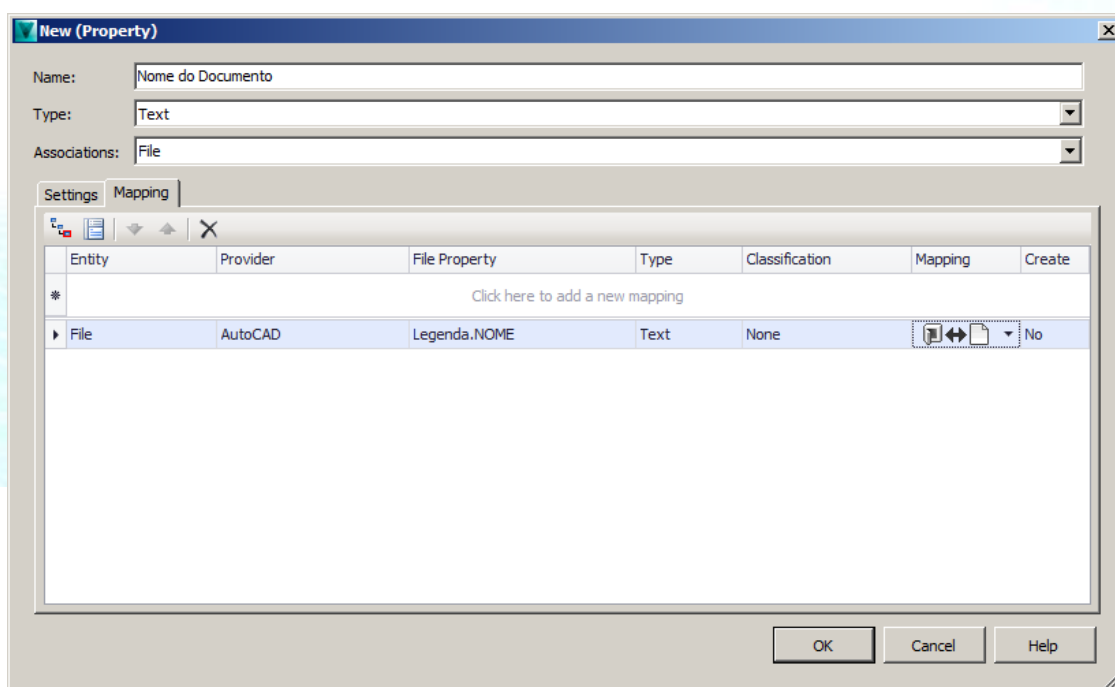 New (Property)
Name: Nome do Documento
Type: Text
Associations: File
Settings Mapping
Entity Provider File Property Type Classification Mapping Create
Click here to add a new mapping
File AutoCAD Legenda.NOME Text None No
OK Cancel Help